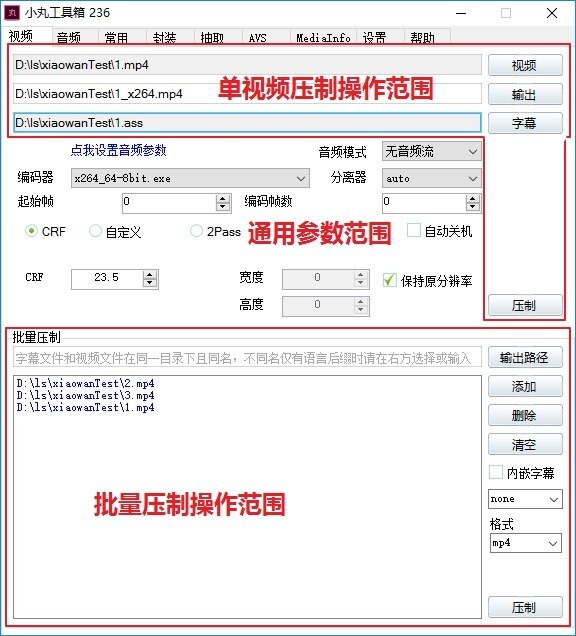 小丸工具箱 236
视频 音频 常用 封装 抽取 AVS MediaInfo 设置 帮助
D:\ls\xiaowanTest\1.mp4 视频
D:\ls\xiaowanTest\1_x264.mp4 单视频压制操作范围 输出
D:\ls\xiaowanTest\1.ass 字幕
点我设置音频参数 音频模式 无音频流
编码器 x264_64-8bit.exe 分离器 auto
起始帧 0 编码帧数 0
CRF 自定义 2Pass 通用参数范围 自动关机
CRF 23.5 宽度 0 保持原分辨率
高度 0 压制
批量压制
字幕文件和视频文件在同一目录下且同名，不同名仅有语言后缀时请在右方选择或输入 输出路径
D:\ls\xiaowanTest\2.mp4 添加
D:\ls\xiaowanTest\3.mp4
D:\ls\xiaowanTest\1.mp4 删除
清空
内嵌字幕
批量压制操作范围 none
格式
mp4
压制